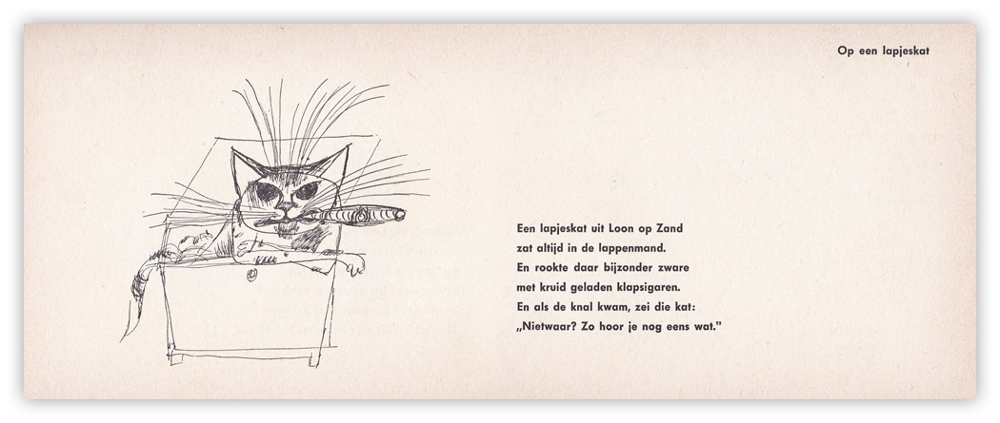 Op een lapjeskat
Een lapjeskat uit Loon op Zand
zat altijd in de lappenmand.
En rookte daar bijzonder zware
met kruid geladen klapsigaren.
En als de knal kwam, zei die kat:
„Nietwaar? Zo hoor je nog eens wat.”